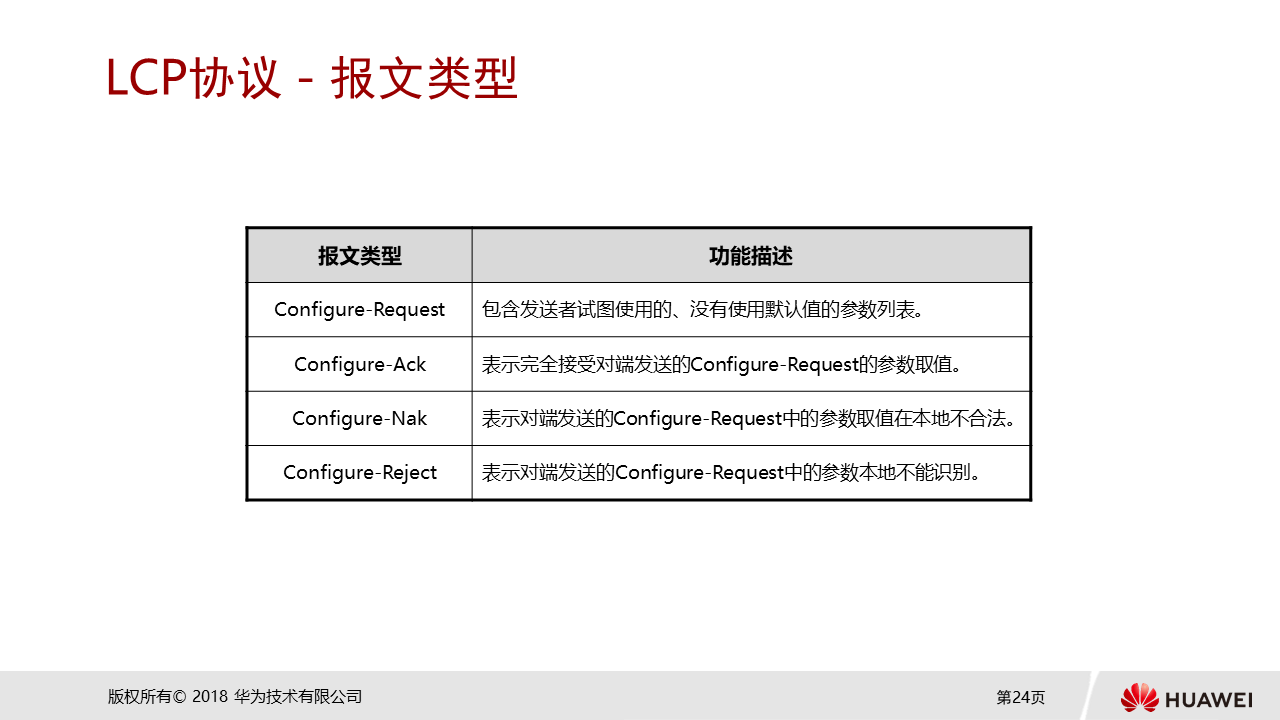 LCP协议 - 报文类型
报文类型 功能描述
Configure-Request 包含发送者试图使用的、没有使用默认值的参数列表。
Configure-Ack 表示完全接受对端发送的Configure-Request的参数取值。
Configure-Nak 表示对端发送的Configure-Request中的参数取值在本地不合法。
Configure-Reject 表示对端发送的Configure-Request中的参数本地不能识别。
版权所有© 2018 华为技术有限公司 第24页 HUAWEI